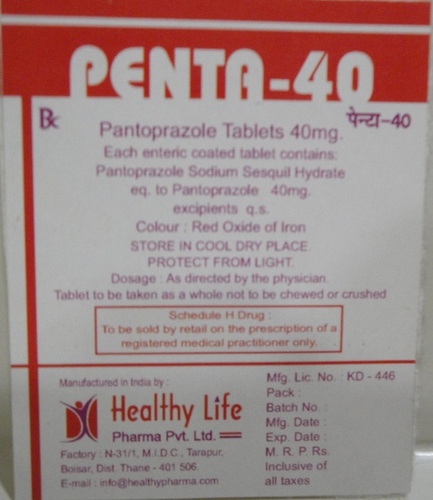 PENTA-40
Rx
पेन्टा-40
Pantoprazole Tablets 40mg.
Each enteric coated tablet contains:
Pantoprazole Sodium Sesquil Hydrate
eq. to Pantoprazole 40mg.
excipients q.s.
Colour : Red Oxide of Iron
STORE IN COOL DRY PLACE.
PROTECT FROM LIGHT.
Dosage : As directed by the physician.
Tablet to be taken as a whole not to be chewed or crushed
Schedule H Drug :
To be sold by retail on the prescription of a
registered medical practitioner only.
Manufactured in India by :
Healthy Life
Pharma Pvt. Ltd.
Factory : N-31/1, M.I.D.C., Tarapur,
Boisar, Dist. Thane - 401 506.
E-mail : info@healthypharma.com
Mfg. Lic. No. : KD - 446
Pack :
Batch No. :
Mfg. Date :
Exp. Date :
M. R. P. Rs.
Inclusive of
all taxes